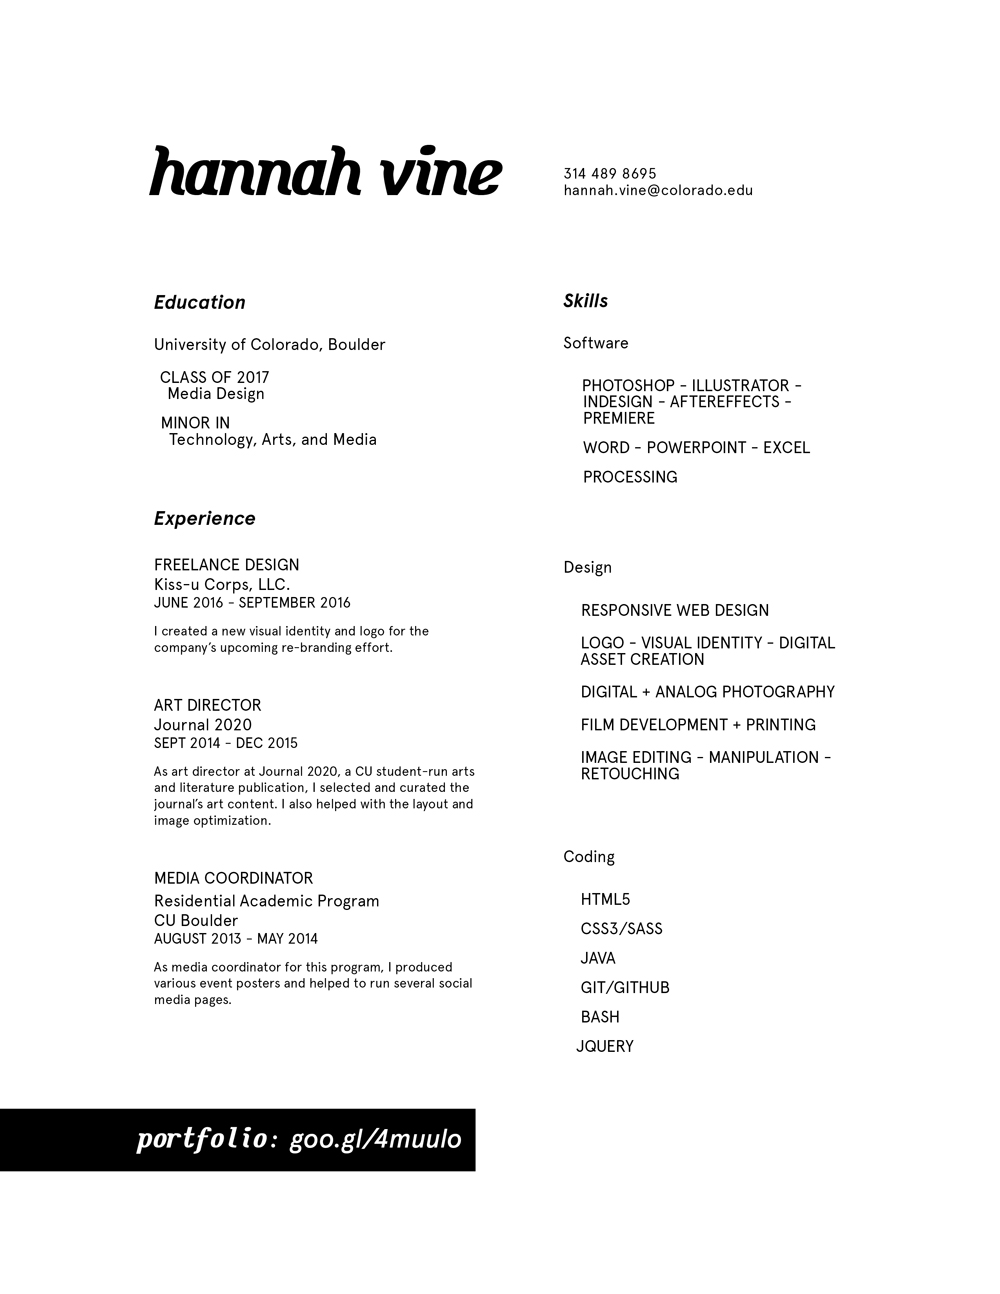 hannah vine
314 489 8695
hannah.vine@colorado.edu
Education
University of Colorado, Boulder
CLASS OF 2017
Media Design
MINOR IN
Technology, Arts, and Media
Experience
FREELANCE DESIGN
Kiss-u Corps, LLC.
JUNE 2016 - SEPTEMBER 2016
I created a new visual identity and logo for the
company's upcoming re-branding effort.
ART DIRECTOR
Journal 2020
SEPT 2014 - DEC 2015
As art director at Journal 2020, a CU student-run arts
and literature publication, I selected and curated the
journal's art content. I also helped with the layout and
image optimization.
MEDIA COORDINATOR
Residential Academic Program
CU Boulder
AUGUST 2013 - MAY 2014
As media coordinator for this program, I produced
various event posters and helped to run several social
media pages.
Skills
Software
PHOTOSHOP - ILLUSTRATOR -
INDESIGN - AFTEREFFECTS -
PREMIERE
WORD - POWERPOINT - EXCEL
PROCESSING
Design
RESPONSIVE WEB DESIGN
LOGO - VISUAL IDENTITY - DIGITAL
ASSET CREATION
DIGITAL + ANALOG PHOTOGRAPHY
FILM DEVELOPMENT + PRINTING
IMAGE EDITING - MANIPULATION -
RETOUCHING
Coding
HTML5
CSS3/SASS
JAVA
GIT/GITHUB
BASH
JQUERY
portfolio: goo.gl/4muulo